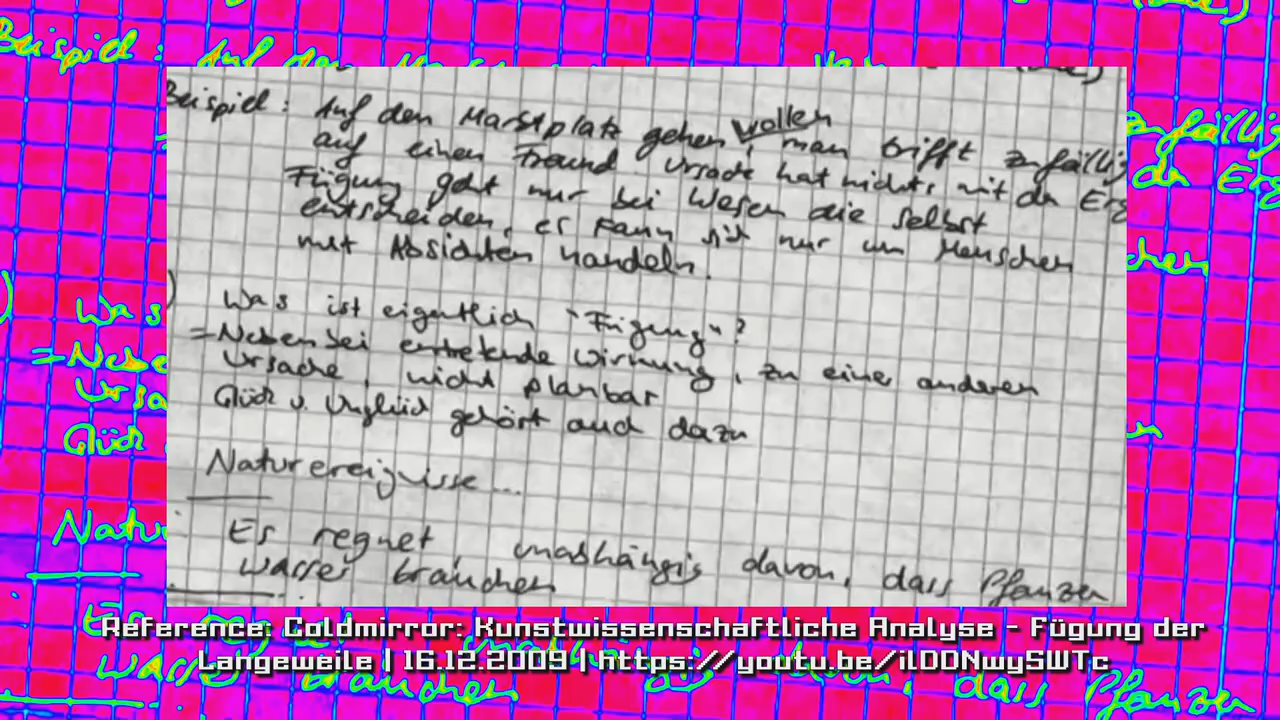 Beispiel: Auf den Marktplatz gehen wollen, man trifft zufällig
auf einen Freund. Ursache hat nichts mit der Erg
Fügung geht nur bei Wesen die selbst
entscheiden, es kann sich nur um Menschen
mit Absichten handeln.
Was ist eigentlich "Fügung"?
= Nebenbei eintretende Wirkung, zu einer anderen
Ursache, nicht planbar
Glück u. Unglück gehört auch dazu
Naturereignisse...
Es regnet unabhängig davon, dass Pflanzen
wasser brauchen
Reference: Coldmirror: Kunstwissenschaftliche Analyse - Fügung der
Langeweile | 16.12.2009 | https://youtu.be/ilODNwySWTc